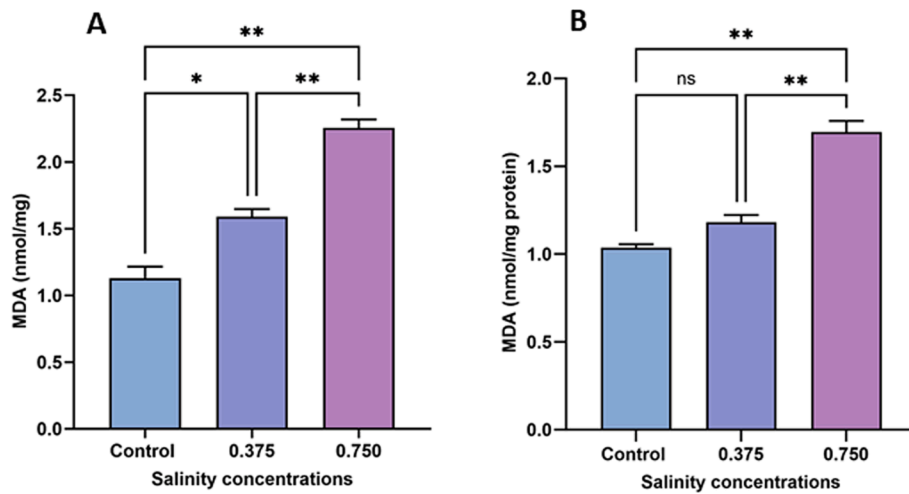 A
**
*
**
2.5
2.0
1.5
1.0
0.5
0.0
MDA (nmol/mg)
Control
0.375
0.750
Salinity concentrations
B
**
ns
**
2.0
1.5
1.0
0.5
0.0
MDA (nmol/mg protein)
Control
0.375
0.750
Salinity concentrations